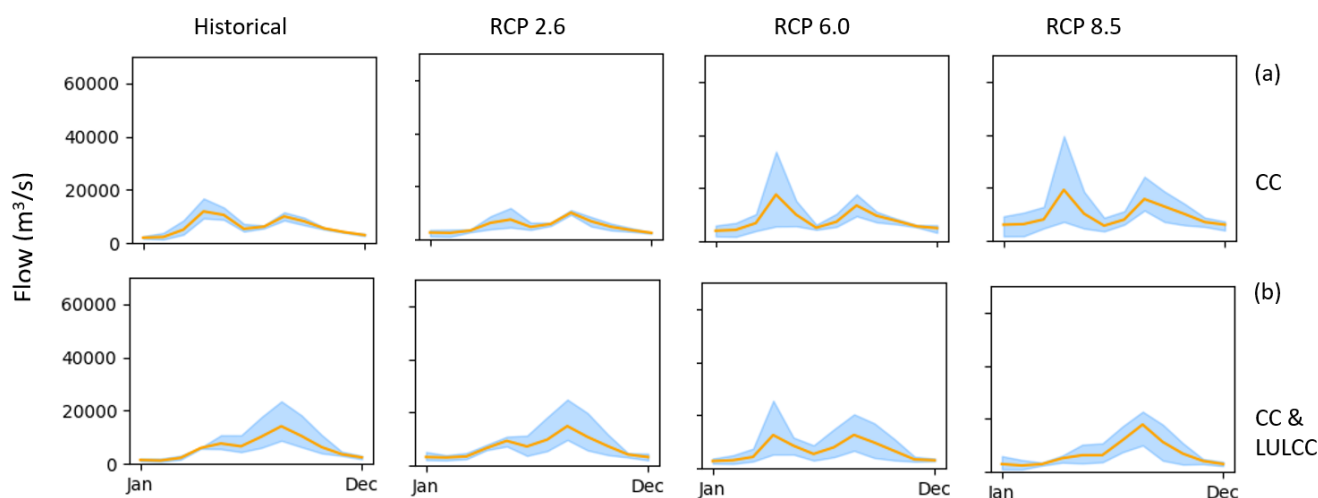 Historical
RCP 2.6
RCP 6.0
RCP 8.5
(a)
60000
40000
20000
0
CC
Flow (m³/s)
(b)
60000
40000
20000
0
CC &
LULCC
Jan
Dec
Jan
Dec
Jan
Dec
Jan
Dec